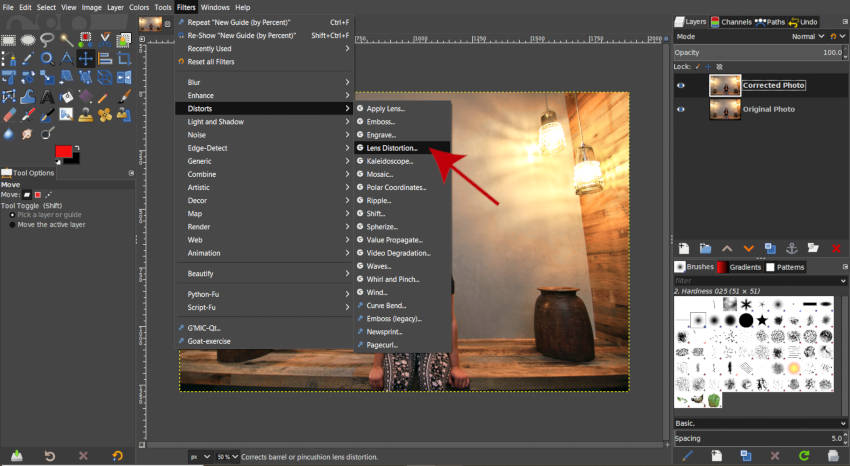 File Edit Select View Image Layer Colors Tools Filters Windows Help
Repeat "New Guide (by Percent)" Ctrl+F
Re-Show "New Guide (by Percent)" Shift+Ctrl+F
Recently Used
Reset all Filters
Blur
Enhance
Distorts
Light and Shadow
Noise
Edge-Detect
Generic
Combine
Artistic
Decor
Map
Render
Web
Animation
Beautify
Python-Fu
Script-Fu
G'MIC-Qt...
Goat-exercise
Apply Lens...
Emboss...
Engrave...
Lens Distortion...
Kaleidoscope...
Mosaic...
Polar Coordinates...
Ripple...
Shift...
Spherize...
Value Propagate...
Video Degradation...
Waves...
Whirl and Pinch...
Wind...
Curve Bend...
Emboss (legacy)...
Newsprint...
Pagecurl...
Tool Options
Move
Move:
Tool Toggle (Shift)
Pick a layer or guide
Move the active layer
750 1000 1250 1500 1750 2000
px 50 % Corrects barrel or pincushion lens distortion.
Layers Channels Paths Undo
Mode Normal
Opacity 100.0
Lock:
Corrected Photo
Original Photo
Brushes Gradients Patterns
filter
2. Hardness 025 (51 × 51)
Basic.
Spacing 5.0